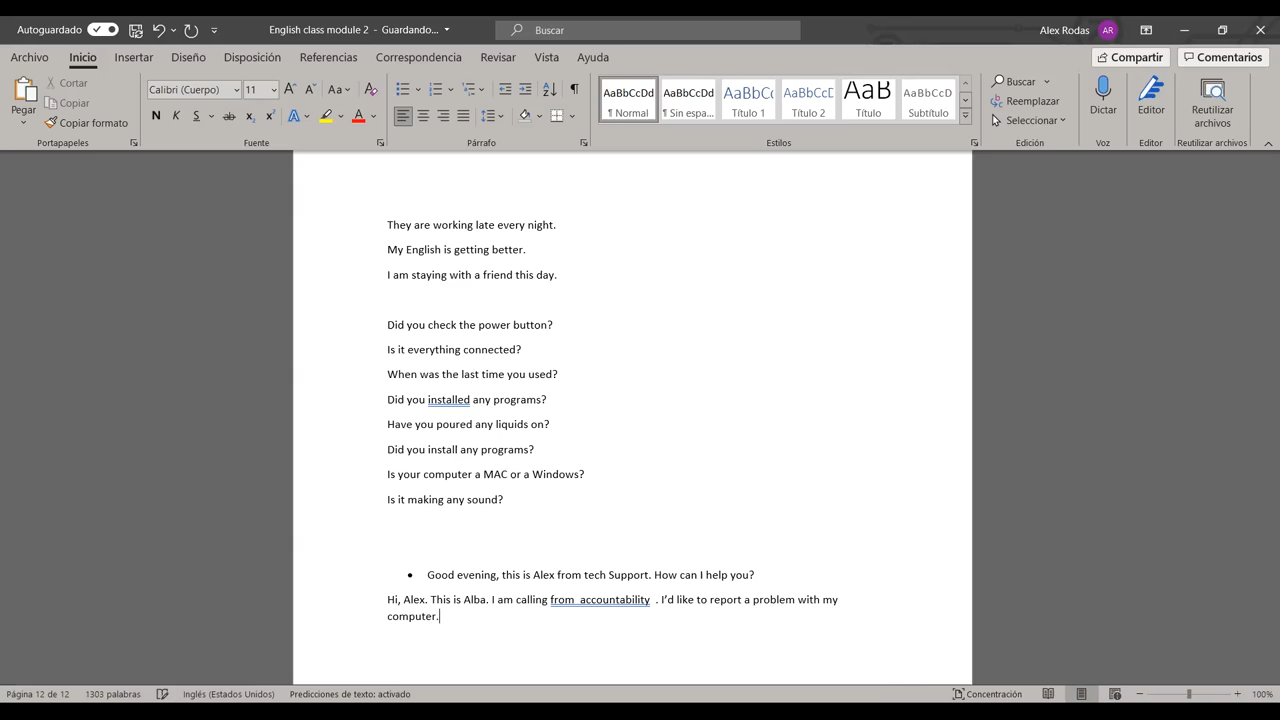 Autoguardado
English class module 2 - Guardando...
Buscar
Alex Rodas
AR
Archivo
Inicio
Insertar
Diseño
Disposición
Referencias
Correspondencia
Revisar
Vista
Ayuda
Compartir
Comentarios
Pegar
Cortar
Copiar
Copiar formato
Portapapeles
Calibri (Cuerpo)
11
Aa
N K S ab x2 x2 A A
Fuente
Párrafo
AaBbCcDd
¶ Normal
AaBbCcDd
¶ Sin espa...
AaBbCc
Título 1
AaBbCcD
Título 2
AaB
Título
AaBbCcD
Subtítulo
Estilos
Buscar
Reemplazar
Seleccionar
Edición
Dictar
Voz
Editor
Editor
Reutilizar
archivos
Reutilizar archivos
They are working late every night.
My English is getting better.
I am staying with a friend this day.
Did you check the power button?
Is it everything connected?
When was the last time you used?
Did you installed any programs?
Have you poured any liquids on?
Did you install any programs?
Is your computer a MAC or a Windows?
Is it making any sound?
• Good evening, this is Alex from tech Support. How can I help you?
Hi, Alex. This is Alba. I am calling from  accountability  . I’d like to report a problem with my
computer.
Página 12 de 12
1303 palabras
Inglés (Estados Unidos)
Predicciones de texto: activado
Concentración
100%